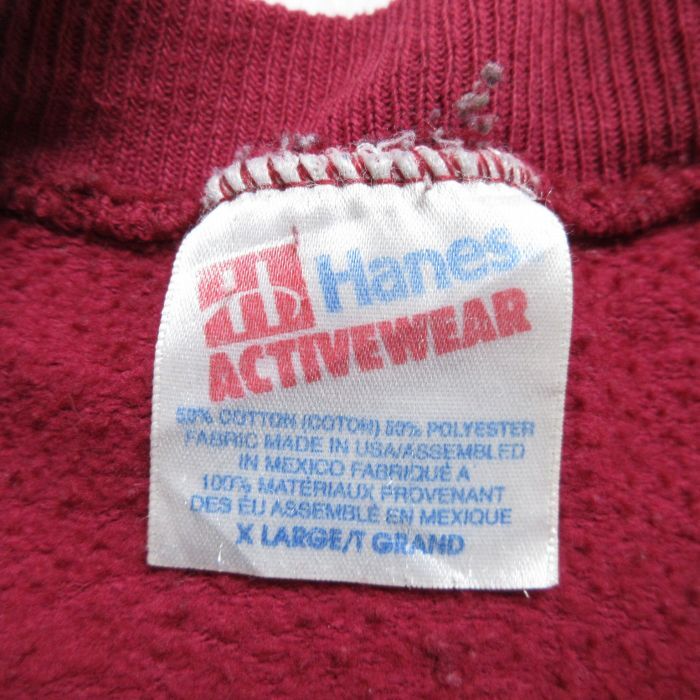 Hanes
ACTIVEWEAR
50% COTTON (COTON) 50% POLYESTER
FABRIC MADE IN USA/ASSEMBLED
IN MEXICO FABRIQUÉ A
100% MATÉRIAUX PROVENANT
DES ÉU ASSEMBLÉ EN MEXIQUE
X LARGE/T GRAND